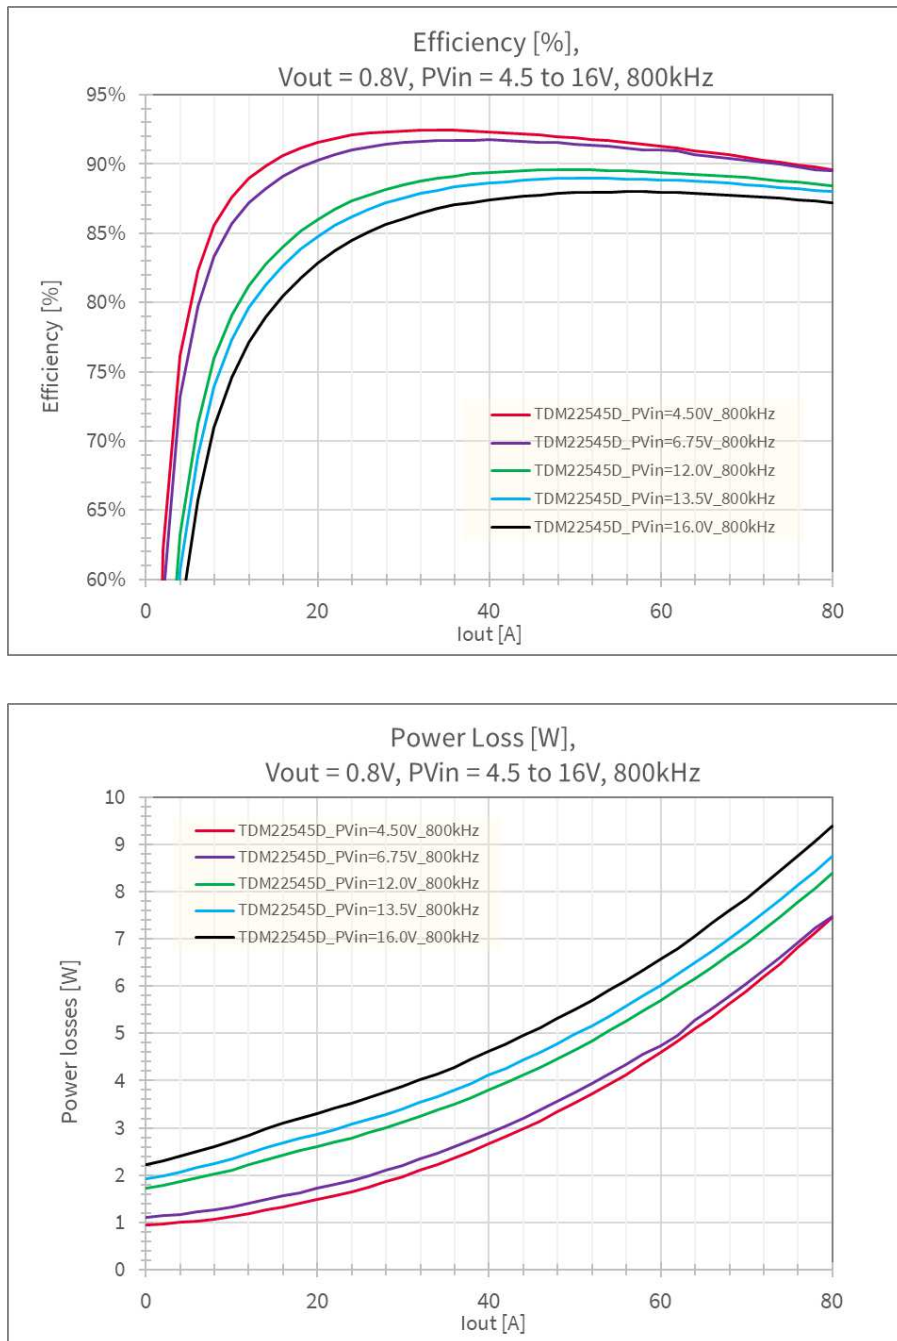 Efficiency [%],
Vout = 0.8V, PVin = 4.5 to 16V, 800kHz
95%
90%
85%
80%
75%
70%
65%
60%
Efficiency [%]
TDM22545D_PVin=4.50V_800kHz
TDM22545D_PVin=6.75V_800kHz
TDM22545D_PVin=12.0V_800kHz
TDM22545D_PVin=13.5V_800kHz
TDM22545D_PVin=16.0V_800kHz
0 20 40 60 80
Iout [A]
Power Loss [W],
Vout = 0.8V, PVin = 4.5 to 16V, 800kHz
10
9
8
7
6
5
4
3
2
1
0
Power losses [W]
TDM22545D_PVin=4.50V_800kHz
TDM22545D_PVin=6.75V_800kHz
TDM22545D_PVin=12.0V_800kHz
TDM22545D_PVin=13.5V_800kHz
TDM22545D_PVin=16.0V_800kHz
0 20 40 60 80
Iout [A]